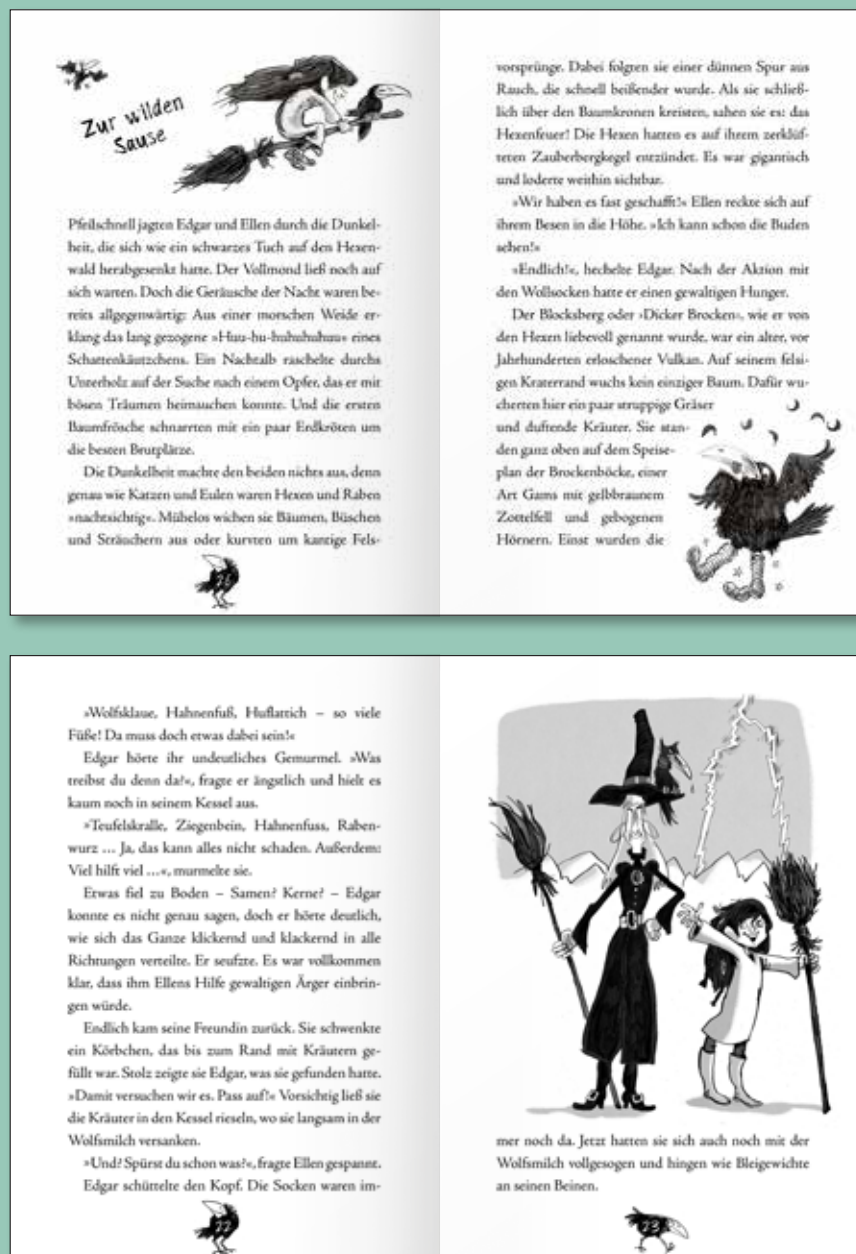 Zur wilden
Sause
Pfeilschnell jagten Edgar und Ellen durch die Dunkel-
heit, die sich wie ein schwarzes Tuch auf den Hexen-
wald herabgesenkt hatte. Der Vollmond ließ noch auf
sich warten. Doch die Geräusche der Nacht waren be-
reits allgegenwärtig: Aus einer morschen Weide er-
klang das lang gezogene »Huu-hu-huhuhuhuu« eines
Schattenkäutzchens. Ein Nachtalb raschelte durchs
Unterholz auf der Suche nach einem Opfer, das er mit
bösen Träumen heimsuchen konnte. Und die ersten
Baumfrösche schnarrten mit ein paar Erdkröten um
die besten Brutplätze.
Die Dunkelheit machte den beiden nichts aus, denn
genau wie Katzen und Eulen waren Hexen und Raben
»nachtsichtig«. Mühelos wichen sie Bäumen, Büschen
und Sträuchern aus oder kurvten um kantige Fels-
26
vorsprünge. Dabei folgten sie einer dünnen Spur aus
Rauch, die schnell beißender wurde. Als sie schließ-
lich über den Baumkronen kreisten, sahen sie es: das
Hexenfeuer! Die Hexen hatten es auf ihrem zerklüf-
teten Zauberbergkegel entzündet. Es war gigantisch
und loderte weithin sichtbar.
»Wir haben es fast geschafft!« Ellen reckte sich auf
ihrem Besen in die Höhe. »Ich kann schon die Buden
sehen!«
»Endlich!«, hechelte Edgar. Nach der Aktion mit
den Wollsocken hatte er einen gewaltigen Hunger.
Der Blocksberg oder ›Dicker Brocken‹, wie er von
den Hexen liebevoll genannt wurde, war ein alter, vor
Jahrhunderten erloschener Vulkan. Auf seinem felsi-
gen Kraterrand wuchs kein einziger Baum. Dafür wu-
cherten hier ein paar struppige Gräser
und duftende Kräuter. Sie stan-
den ganz oben auf dem Speise-
plan der Brockenböcke, einer
Art Gams mit gelbbraunem
Zottelfell und gebogenen
Hörnern. Einst wurden die
»Wolfsklaue, Hahnenfuß, Huflattich – so viele
Füße! Da muss doch etwas dabei sein!«
Edgar hörte ihr undeutliches Gemurmel. »Was
treibst du denn da?«, fragte er ängstlich und hielt es
kaum noch in seinem Kessel aus.
»Teufelskralle, Ziegenbein, Hahnenfuss, Raben-
wurz … Ja, das kann alles nicht schaden. Außerdem:
Viel hilft viel …«, murmelte sie.
Etwas fiel zu Boden – Samen? Kerne? – Edgar
konnte es nicht genau sagen, doch er hörte deutlich,
wie sich das Ganze klickernd und klackernd in alle
Richtungen verteilte. Er seufzte. Es war vollkommen
klar, dass ihm Ellens Hilfe gewaltigen Ärger einbrin-
gen würde.
Endlich kam seine Freundin zurück. Sie schwenkte
ein Körbchen, das bis zum Rand mit Kräutern ge-
füllt war. Stolz zeigte sie Edgar, was sie gefunden hatte.
»Damit versuchen wir es. Pass auf!« Vorsichtig ließ sie
die Kräuter in den Kessel rieseln, wo sie langsam in der
Wolfsmilch versanken.
»Und? Spürst du schon was?«, fragte Ellen gespannt.
Edgar schüttelte den Kopf. Die Socken waren im-
22
mer noch da. Jetzt hatten sie sich auch noch mit der
Wolfsmilch vollgesogen und hingen wie Bleigewichte
an seinen Beinen.
23